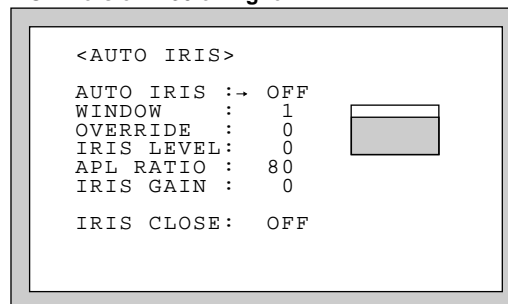 <AUTO IRIS>
AUTO IRIS :→ OFF
WINDOW : 1
OVERRIDE : 0
IRIS LEVEL: 0
APL RATIO : 80
IRIS GAIN : 0
IRIS CLOSE: OFF